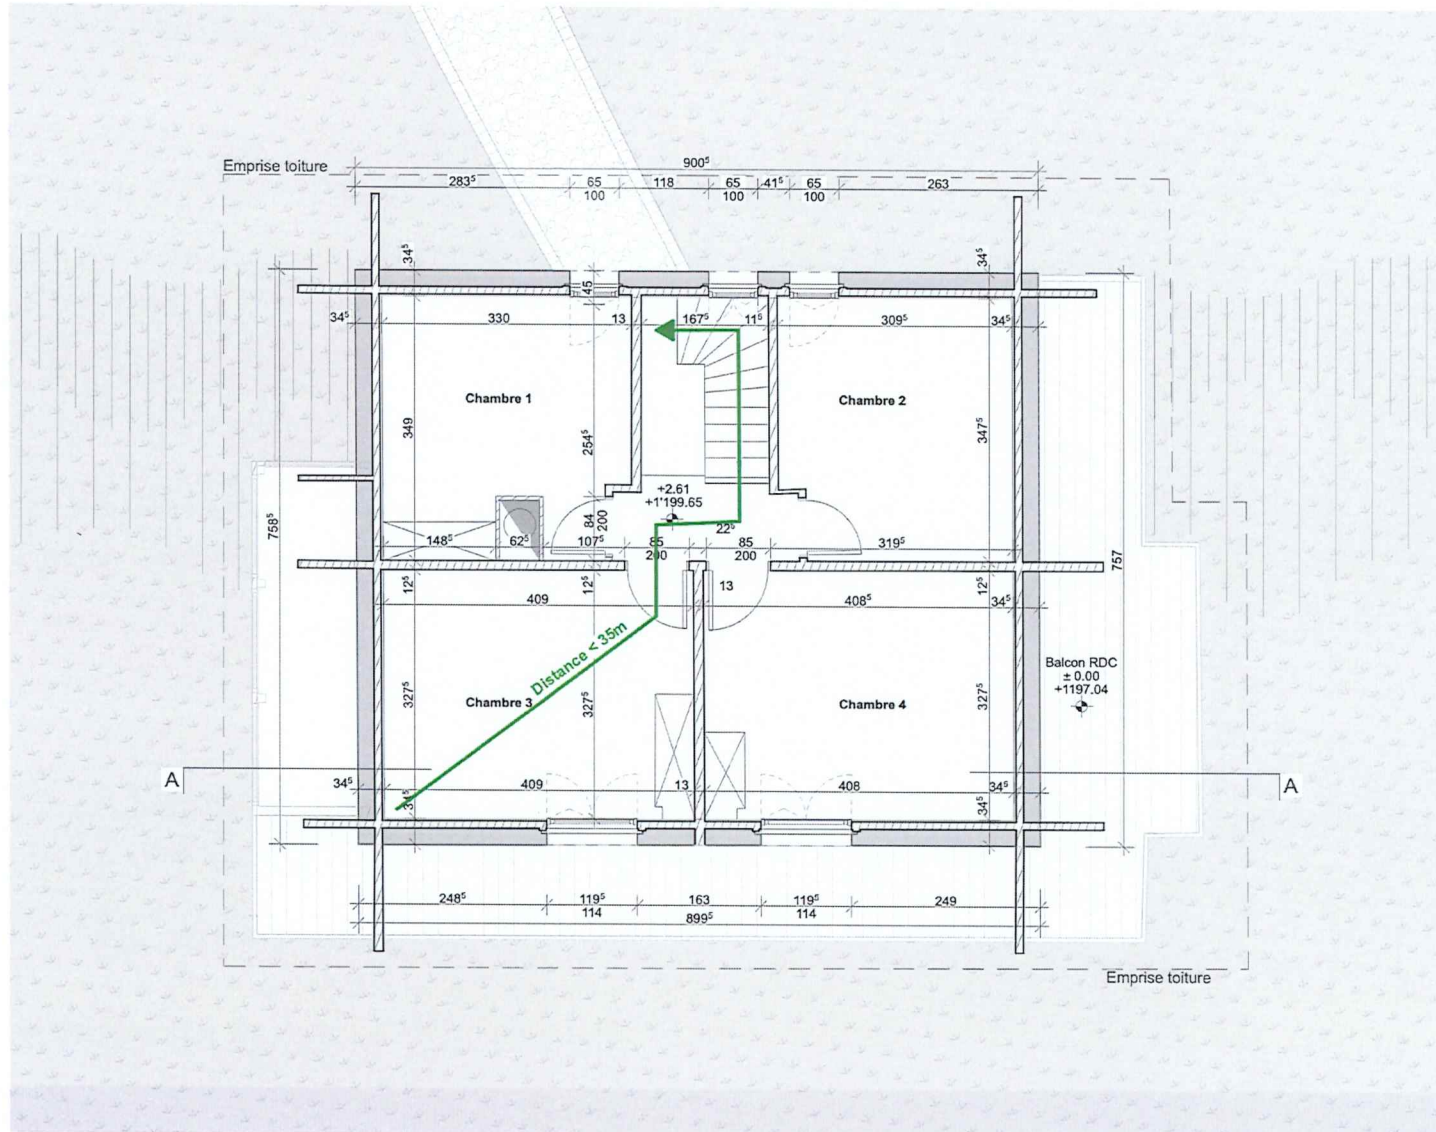 Emprise toiture
900⁵
283⁵ 65 118 65 41⁵ 65 263
100 100 100
34⁵ 34⁵
45
34⁵ 330 13 167⁵ 11⁵ 309⁵ 34⁵
Chambre 1 Chambre 2
349 254⁵ 347⁵
+2.61
+1'199.65
84
200
22⁵
758⁵ 757
148⁵ 62⁵ 107⁵ 85 85 319⁵
200 200
12⁵ 12⁵ 13 12⁵
409 408⁵ 34⁵
Distance < 35m
Chambre 3 Chambre 4
327⁵ 327⁵ 327⁵
Balcon RDC
± 0.00
+1197.04
A A
34⁵ 409 13 408 34⁵
34⁵ 34⁵
248⁵ 119⁵ 163 119⁵ 249
114 114
899⁵
Emprise toiture